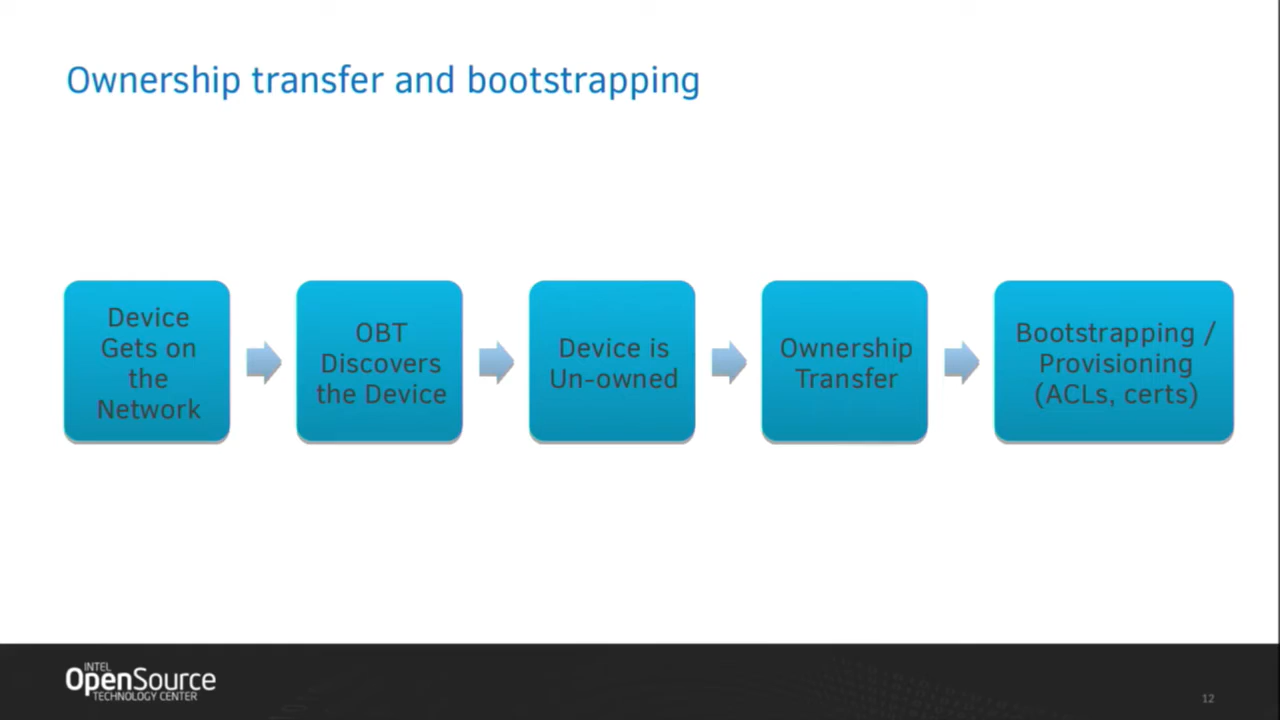 Ownership transfer and bootstrapping
Device
Gets on
the
Network
OBT
Discovers
the Device
Device is
Un-owned
Ownership
Transfer
Bootstrapping /
Provisioning
(ACLs, certs)
INTEL
OpenSource
TECHNOLOGY CENTER
12